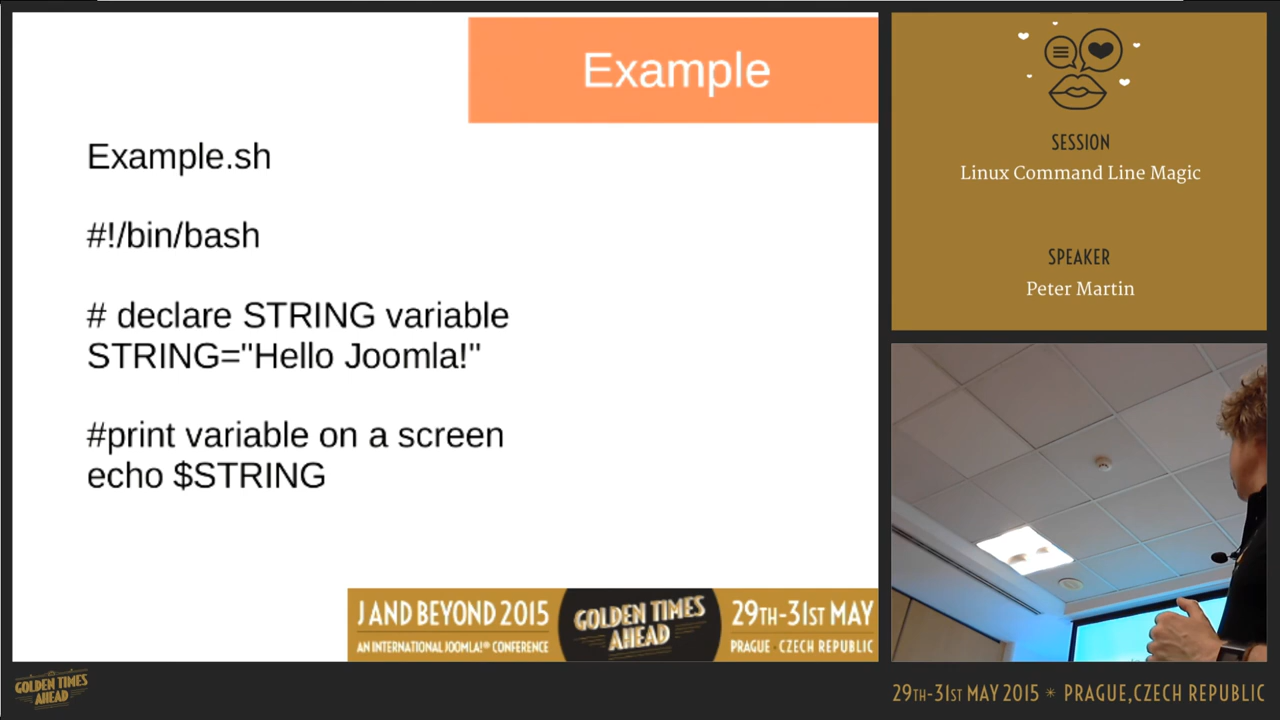 Example
Example.sh
#!/bin/bash
# declare STRING variable
STRING="Hello Joomla!"
#print variable on a screen
echo $STRING
J AND BEYOND 2015
AN INTERNATIONAL JOOMLA!® CONFERENCE
GOLDEN TIMES
AHEAD
29TH-31ST MAY
PRAGUE · CZECH REPUBLIC
SESSION
Linux Command Line Magic
SPEAKER
Peter Martin
GOLDEN TIMES
AHEAD
29TH-31ST MAY 2015 * PRAGUE,CZECH REPUBLIC